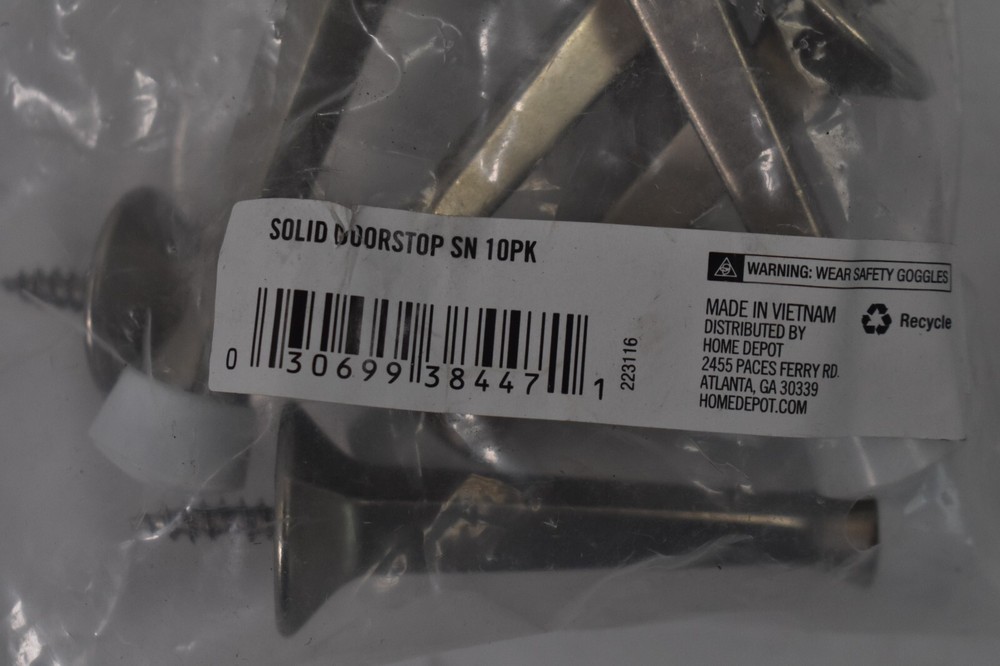 SOLID DOORSTOP SN 10PK
0 30699 38447 1
223116
WARNING: WEAR SAFETY GOGGLES
MADE IN VIETNAM
DISTRIBUTED BY
HOME DEPOT
2455 PACES FERRY RD.
ATLANTA, GA 30339
HOMEDEPOT.COM
Recycle